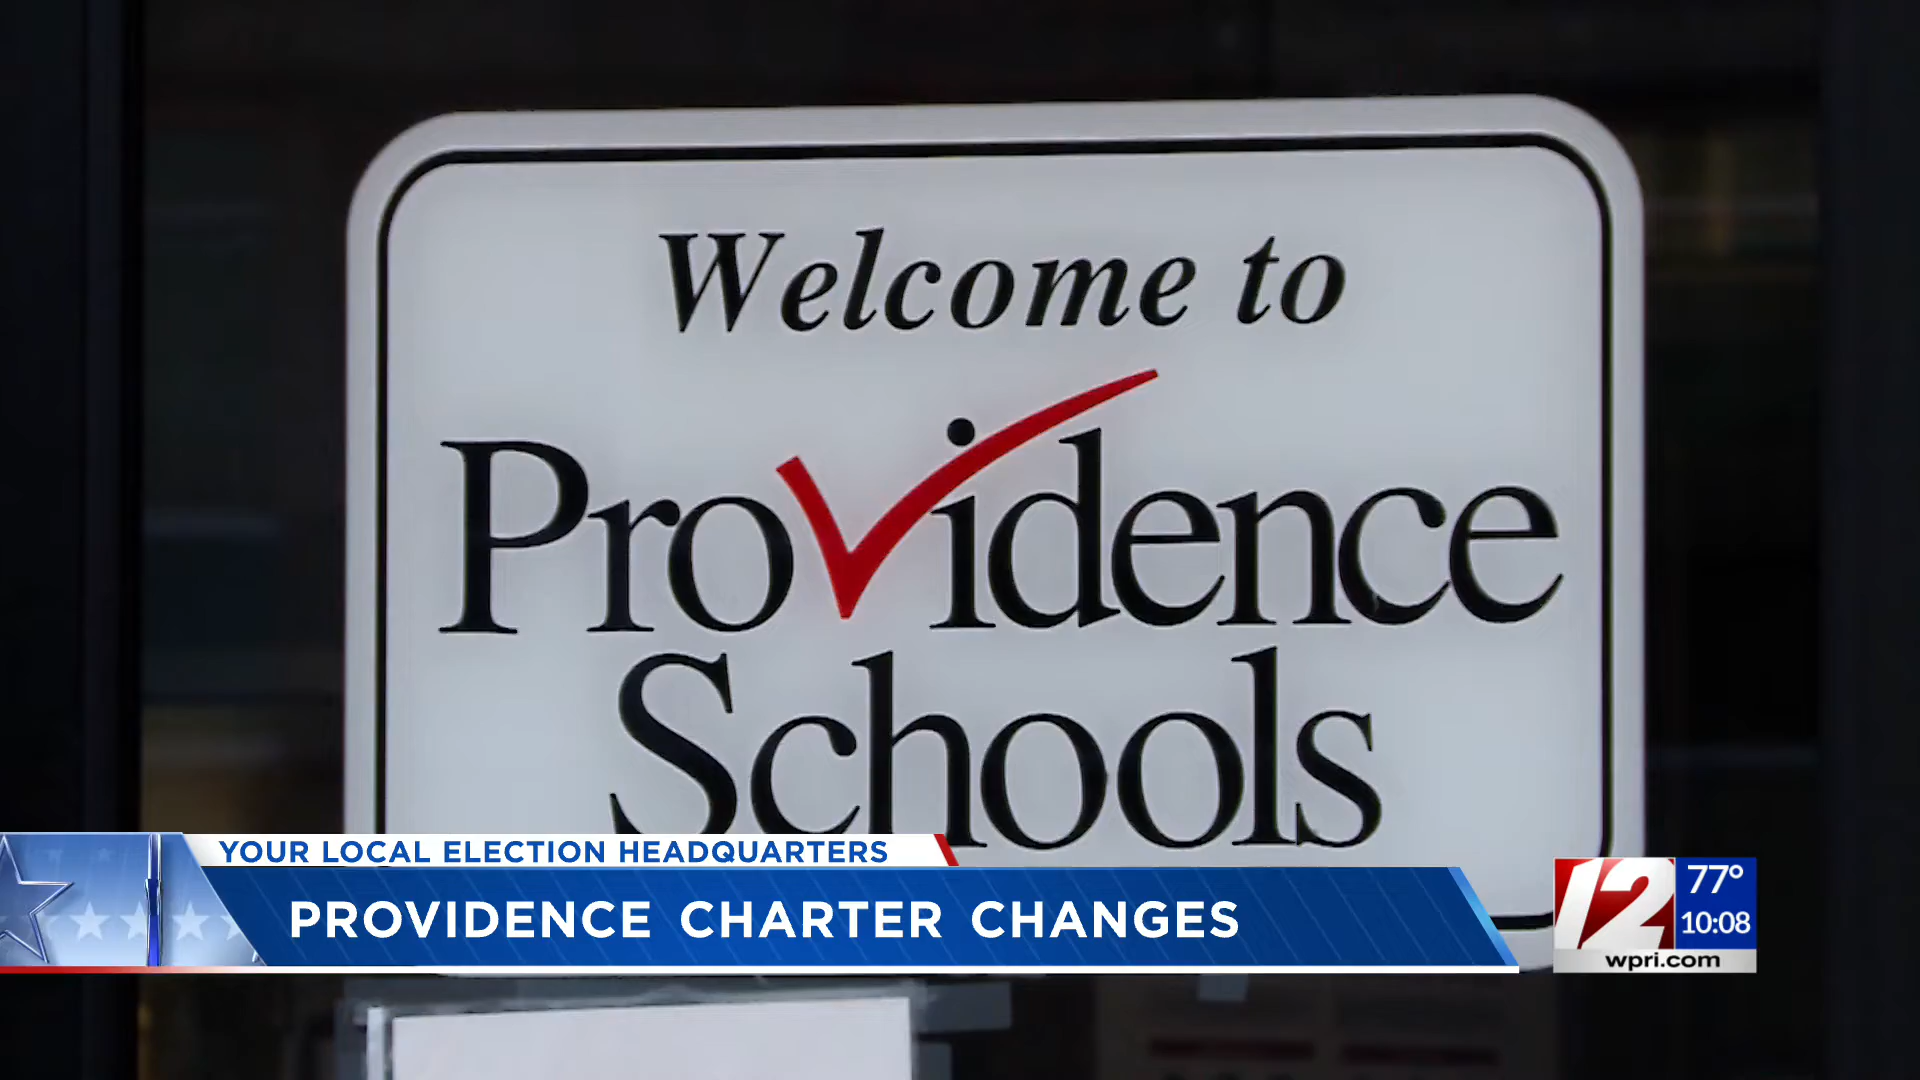 Welcome to
Providence
Schools
YOUR LOCAL ELECTION HEADQUARTERS
PROVIDENCE CHARTER CHANGES
12
77°
10:08
wpri.com